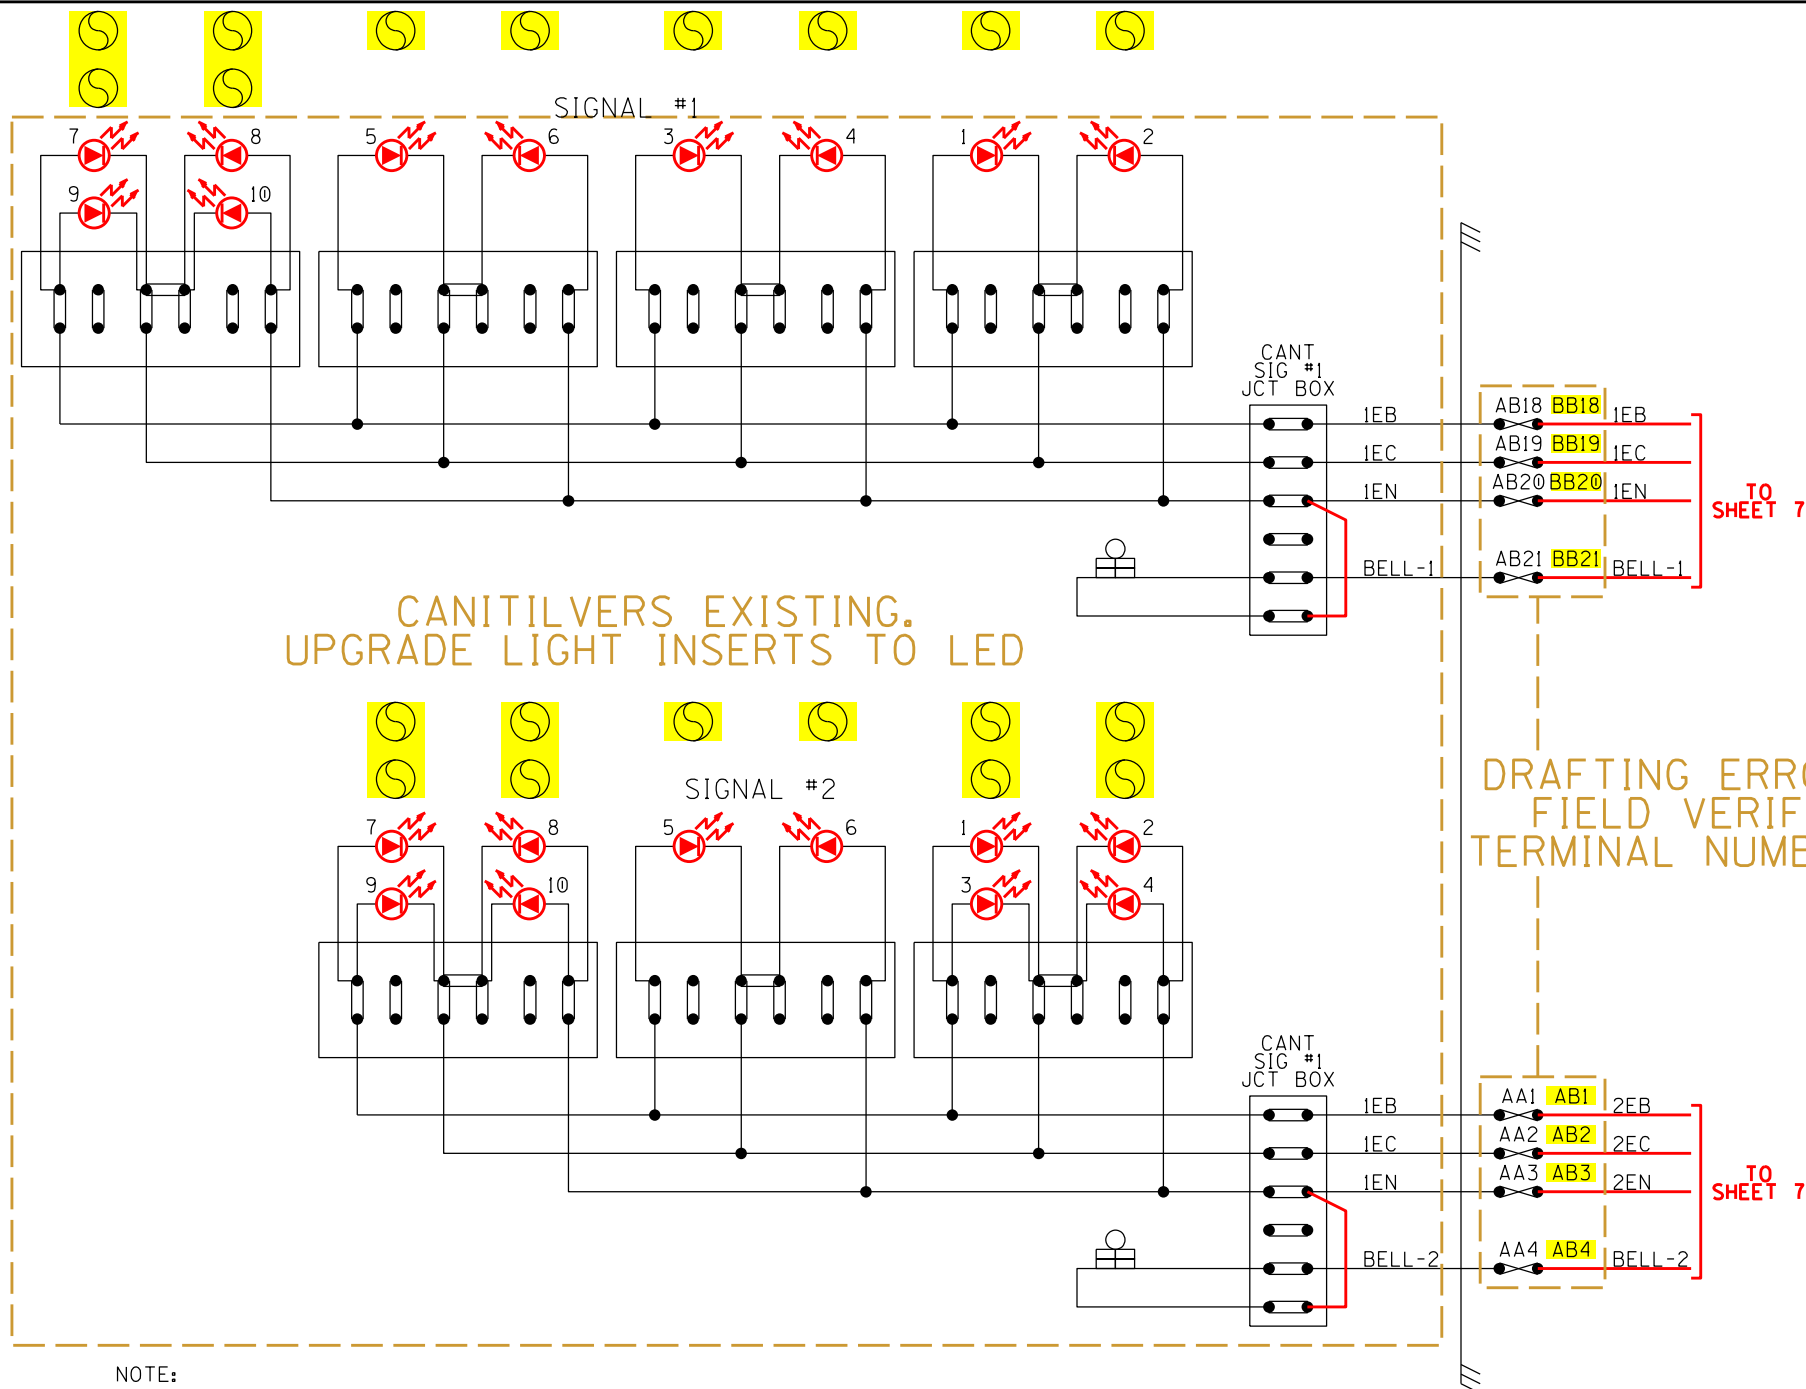 SIGNAL #1
7 8 5 6 3 4 1 2
9 10
CANT
SIG #1
JCT BOX
1EB AB18 BB18 1EB
1EC AB19 BB19 1EC
1EN AB20 BB20 1EN
TO
SHEET 7
BELL-1 AB21 BB21 BELL-1
CANITILVERS EXISTING.
UPGRADE LIGHT INSERTS TO LED
SIGNAL #2
7 8 5 6 1 2
9 10 3 4
DRAFTING ERRO
FIELD VERIF
TERMINAL NUME
CANT
SIG #1
JCT BOX
1EB AA1 AB1 2EB
1EC AA2 AB2 2EC
1EN AA3 AB3 2EN
TO
SHEET 7
BELL-2 AA4 AB4 BELL-2
NOTE: